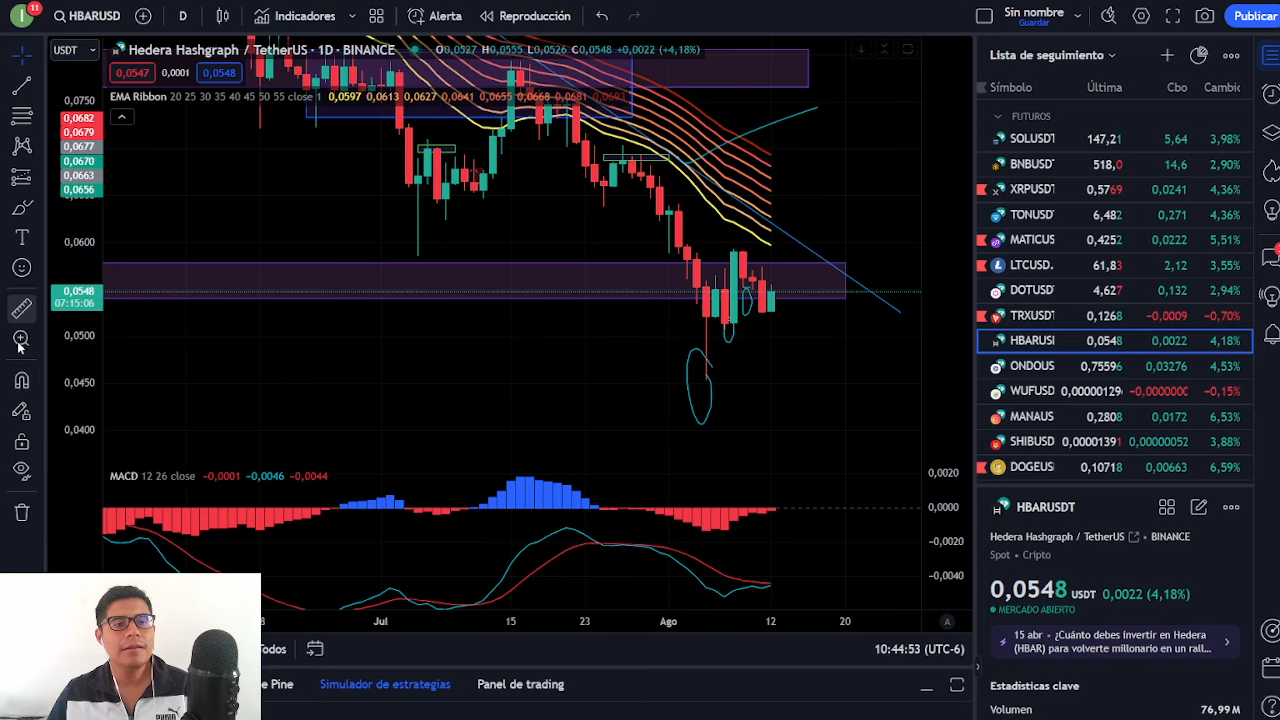 I 11 HBARUSD D Indicadores Alerta Reproducción Sin nombre Guardar Publicar
USDT Hedera Hashgraph / TetherUS · 1D · BINANCE O0,0527 H0,0555 L0,0526 C0,0548 +0,0022 (+4,18%)
0,0547 0,0001 0,0548
EMA Ribbon 20 25 30 35 40 45 50 55 close 1 0,0597 0,0613 0,0627 0,0641 0,0655 0,0668 0,0681 0,0693
0,0750
0,0682
0,0679
0,0677
0,0670
0,0663
0,0656
0,0600
0,0548
07:15:06
0,0500
0,0450
0,0400
MACD 12 26 close −0,0001 −0,0046 −0,0044
0,0020
0,0000
−0,0020
−0,0040
Jul 15 23 Ago 12 20 A
Todos 10:44:53 (UTC-6)
e Pine Simulador de estrategias Panel de trading
PUMA
Lista de seguimiento
Símbolo Última Cbo Cambic
FUTUROS
SOLUSDT 147,21 5,64 3,98%
BNBUSDT 518,0 14,6 2,90%
XRPUSDT 0,5769 0,0241 4,36%
TONUSDT 6,482 0,271 4,36%
MATICUS 0,4252 0,0222 5,51%
LTCUSD. 61,83 2,12 3,55%
DOTUSDT 4,627 0,132 2,94%
TRXUSDT 0,1268 −0,0009 −0,70%
HBARUSI 0,0548 0,0022 4,18%
ONDOUS 0,75596 0,03276 4,53%
WUFUSD 0,00000129 −0,0000000 −0,15%
MANAUS 0,2808 0,0172 6,53%
SHIBUSD 0,00001391 0,00000052 3,88%
DOGEUS 0,10718 0,00663 6,59%
HBARUSDT
Hedera Hashgraph / TetherUS · BINANCE
Spot · Cripto
0,0548 USDT 0,0022 (4,18%)
MERCADO ABIERTO
15 abr · ¿Cuánto debes invertir en Hedera
(HBAR) para volverte millonario en un rall...
Estadísticas clave
Volumen 76,99 M